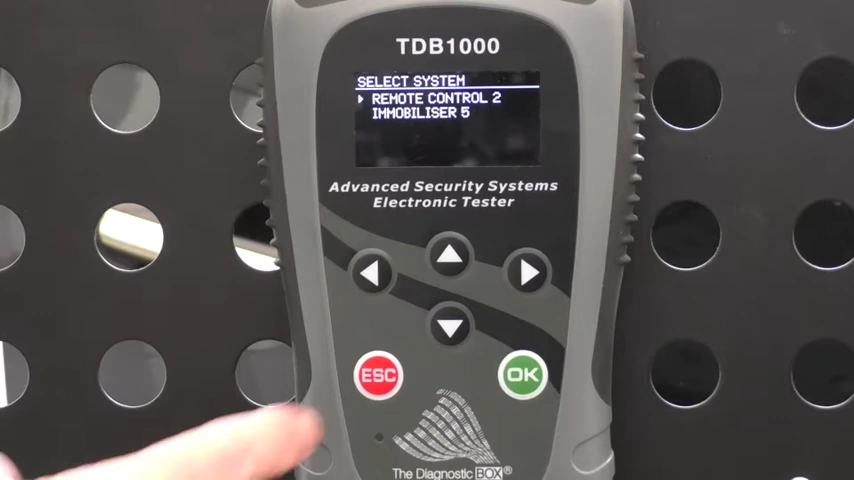 TDB1000
SELECT SYSTEM
REMOTE CONTROL 2
IMMOBILISER 5
Advanced Security Systems
Electronic Tester
ESC
OK
The Diagnostic BOX®